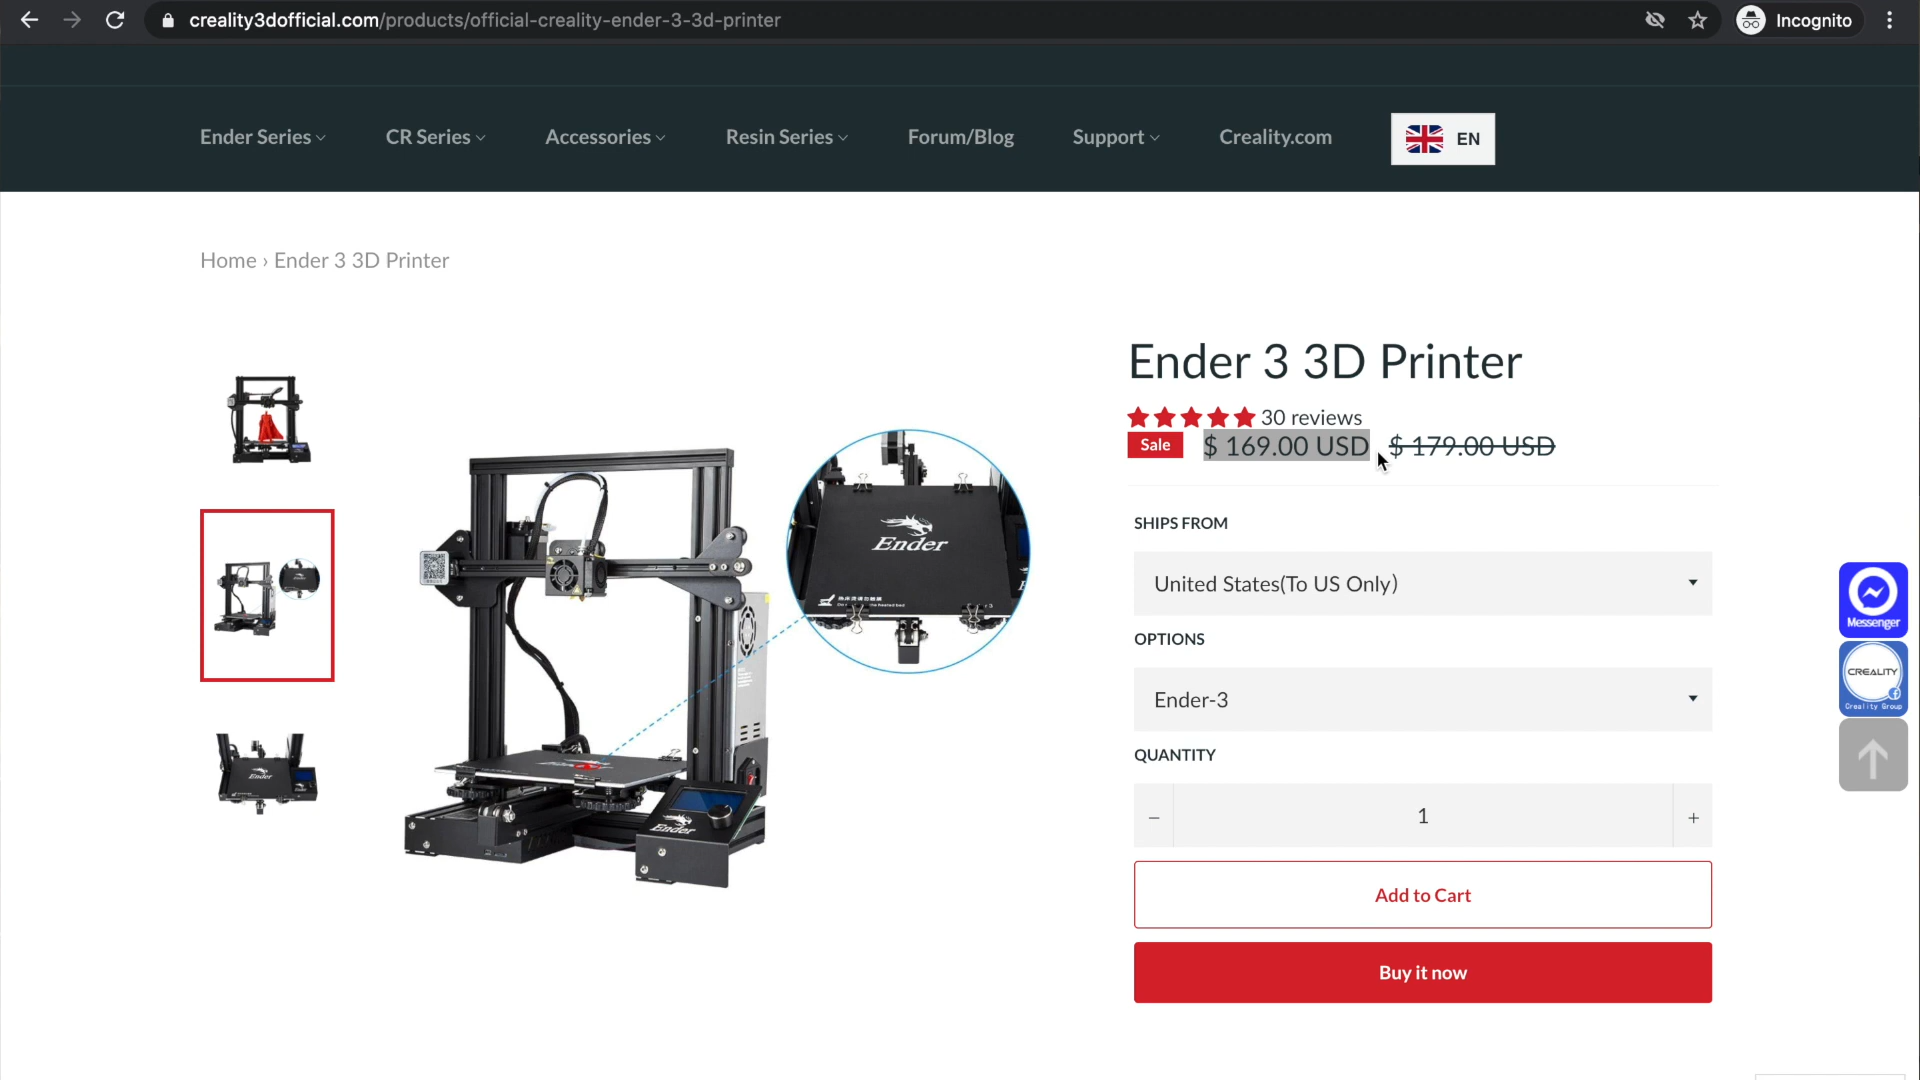 creality3dofficial.com/products/official-creality-ender-3-3d-printer
Incognito
Ender Series
CR Series
Accessories
Resin Series
Forum/Blog
Support
Creality.com
EN
Home › Ender 3 3D Printer
Ender 3 3D Printer
30 reviews
Sale
$ 169.00 USD
$ 179.00 USD
SHIPS FROM
United States(To US Only)
OPTIONS
Ender-3
QUANTITY
−
1
+
Add to Cart
Buy it now
Ender
Ender
Messenger
CREALITY
Creality Group